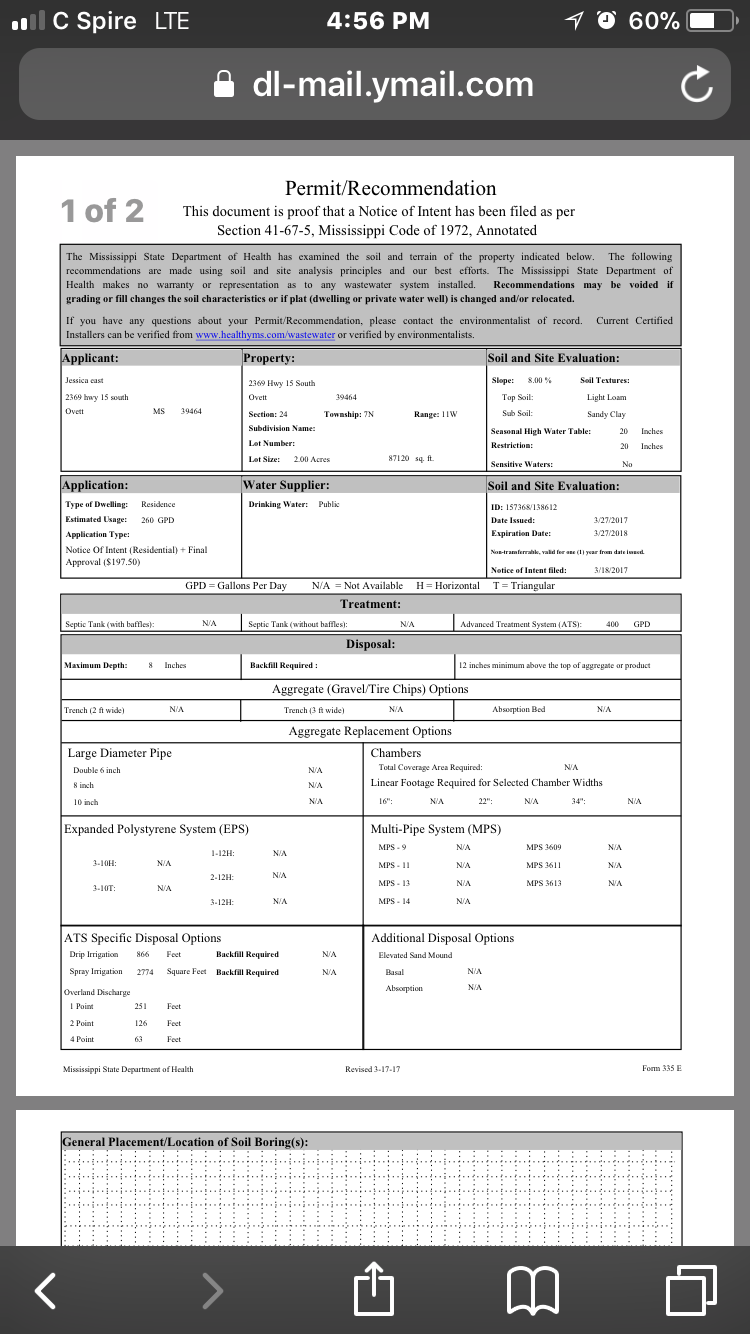 C Spire LTE 4:56 PM 60%
dl-mail.ymail.com
1 of 2
Permit/Recommendation
This document is proof that a Notice of Intent has been filed as per
Section 41-67-5, Mississippi Code of 1972, Annotated
The Mississippi State Department of Health has examined the soil and terrain of the property indicated below. The following
recommendations are made using soil and site analysis principles and our best efforts. The Mississippi State Department of
Health makes no warranty or representation as to any wastewater system installed. Recommendations may be voided if
grading or fill changes the soil characteristics or if plat (dwelling or private water well) is changed and/or relocated.
If you have any questions about your Permit/Recommendation, please contact the environmentalist of record. Current Certified
Installers can be verified from www.healthyms.com/wastewater or verified by environmentalists.
Applicant: Property: Soil and Site Evaluation:
Jessica east
2369 hwy 15 south
Ovett MS 39464
2369 Hwy 15 South
Ovett 39464
Section: 24 Township: 7N Range: 11W
Subdivision Name:
Lot Number:
Lot Size: 2.00 Acres 87120 sq. ft.
Slope: 8.00 % Soil Textures:
Top Soil: Light Loam
Sub Soil: Sandy Clay
Seasonal High Water Table: 20 Inches
Restriction: 20 Inches
Sensitive Waters: No
Application: Water Supplier: Soil and Site Evaluation:
Type of Dwelling: Residence
Estimated Usage: 260 GPD
Application Type:
Notice Of Intent (Residential) + Final
Approval ($197.50)
Drinking Water: Public
ID: 157368/138612
Date Issued: 3/27/2017
Expiration Date: 3/27/2018
Non-transferrable, valid for one (1) year from date issued.
Notice of Intent filed: 3/18/2017
GPD = Gallons Per Day N/A = Not Available H = Horizontal T = Triangular
Treatment:
Septic Tank (with baffles): N/A Septic Tank (without baffles): N/A Advanced Treatment System (ATS): 400 GPD
Disposal:
Maximum Depth: 8 Inches Backfill Required : 12 inches minimum above the top of aggregate or product
Aggregate (Gravel/Tire Chips) Options
Trench (2 ft wide) N/A Trench (3 ft wide) N/A Absorption Bed N/A
Aggregate Replacement Options
Large Diameter Pipe
Double 6 inch N/A
8 inch N/A
10 inch N/A
Chambers
Total Coverage Area Required: N/A
Linear Footage Required for Selected Chamber Widths
16": N/A 22": N/A 34": N/A
Expanded Polystyrene System (EPS)
1-12H: N/A
3-10H: N/A
2-12H: N/A
3-10T: N/A
3-12H: N/A
Multi-Pipe System (MPS)
MPS - 9 N/A MPS 3609 N/A
MPS - 11 N/A MPS 3611 N/A
MPS - 13 N/A MPS 3613 N/A
MPS - 14 N/A
ATS Specific Disposal Options
Drip Irrigation 866 Feet Backfill Required N/A
Spray Irrigation 2774 Square Feet Backfill Required N/A
Overland Discharge
1 Point 251 Feet
2 Point 126 Feet
4 Point 63 Feet
Additional Disposal Options
Elevated Sand Mound
Basal N/A
Absorption N/A
Mississippi State Department of Health Revised 3-17-17 Form 335 E
General Placement/Location of Soil Boring(s):